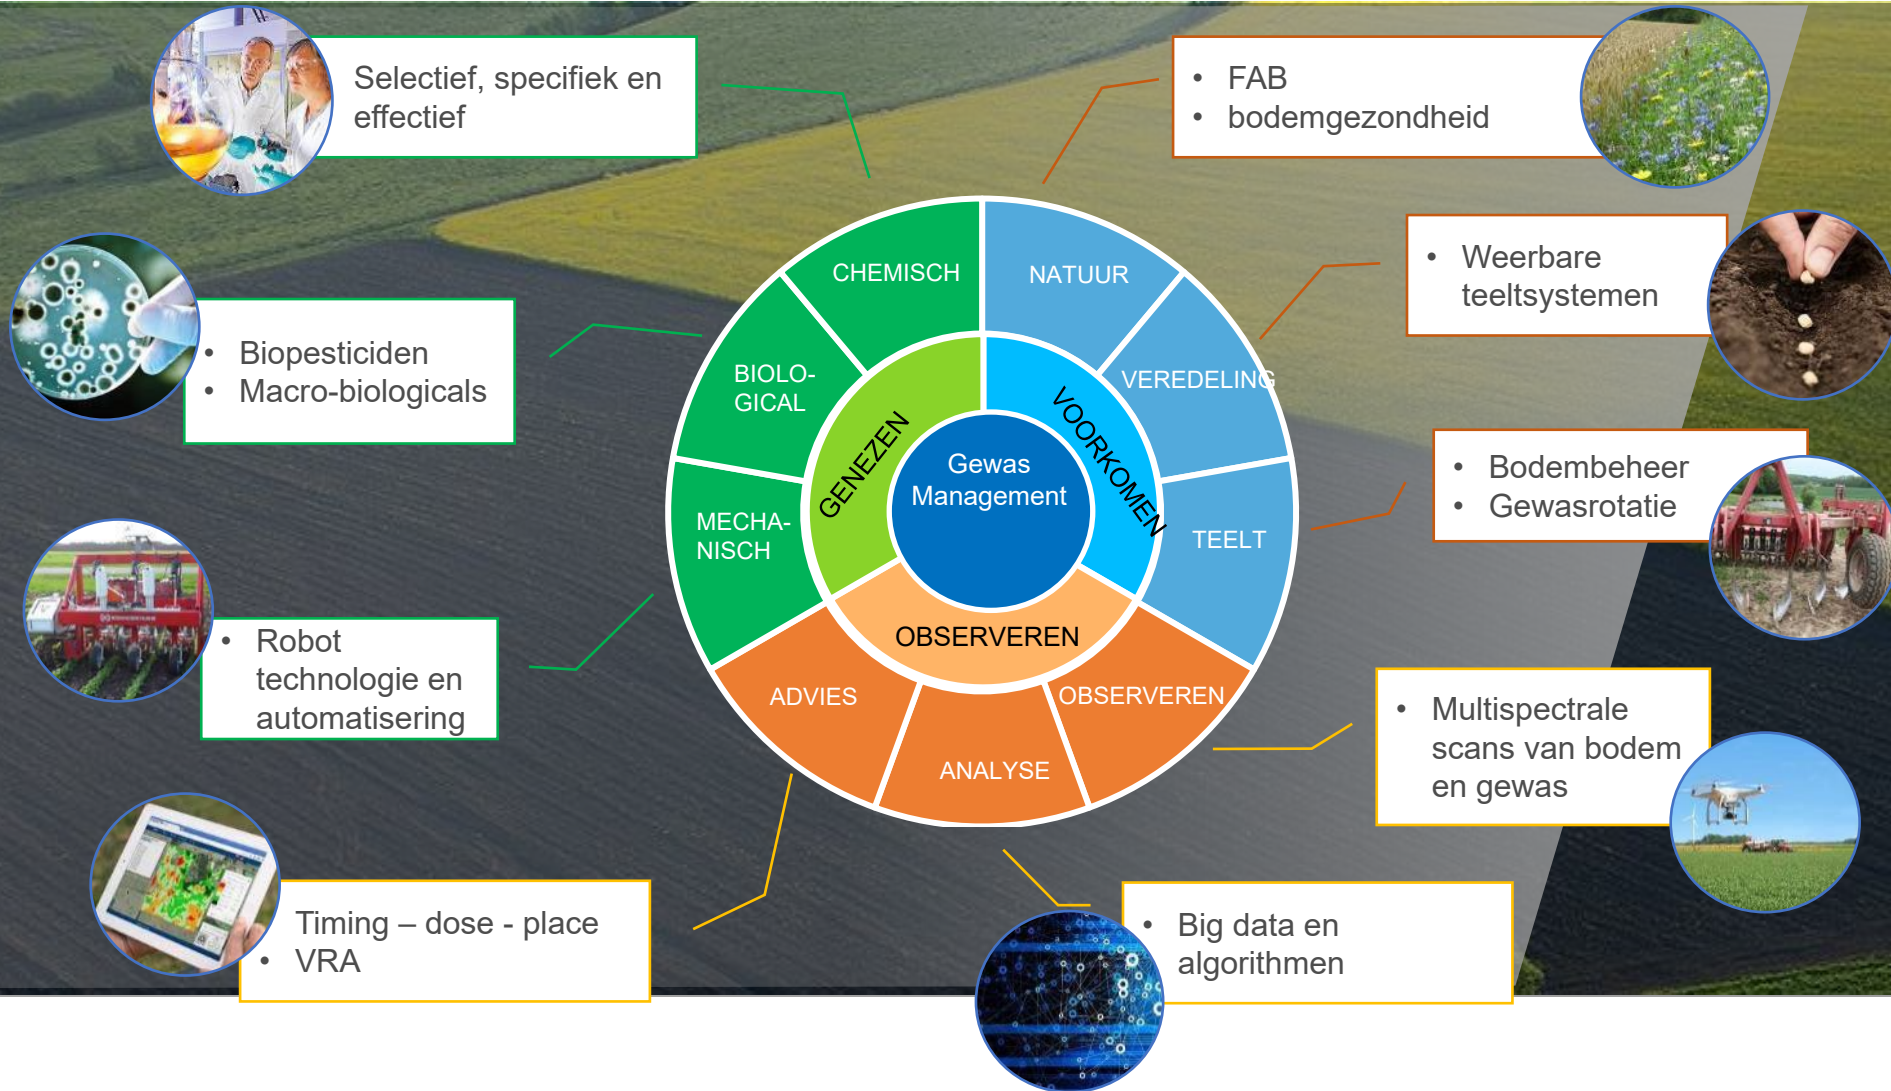 Selectief, specifiek en
effectief
• FAB
• bodemgezondheid
• Weerbare
teeltsystemen
• Biopesticiden
• Macro-biologicals
• Bodembeheer
• Gewasrotatie
• Robot
technologie en
automatisering
• Multispectrale
scans van bodem
en gewas
Timing – dose - place
• VRA
• Big data en
algorithmen
CHEMISCH
NATUUR
BIOLO-
GICAL
VEREDELING
MECHA-
NISCH
TEELT
ADVIES
ANALYSE
OBSERVEREN
GENEZEN
VOORKOMEN
OBSERVEREN
Gewas
Management